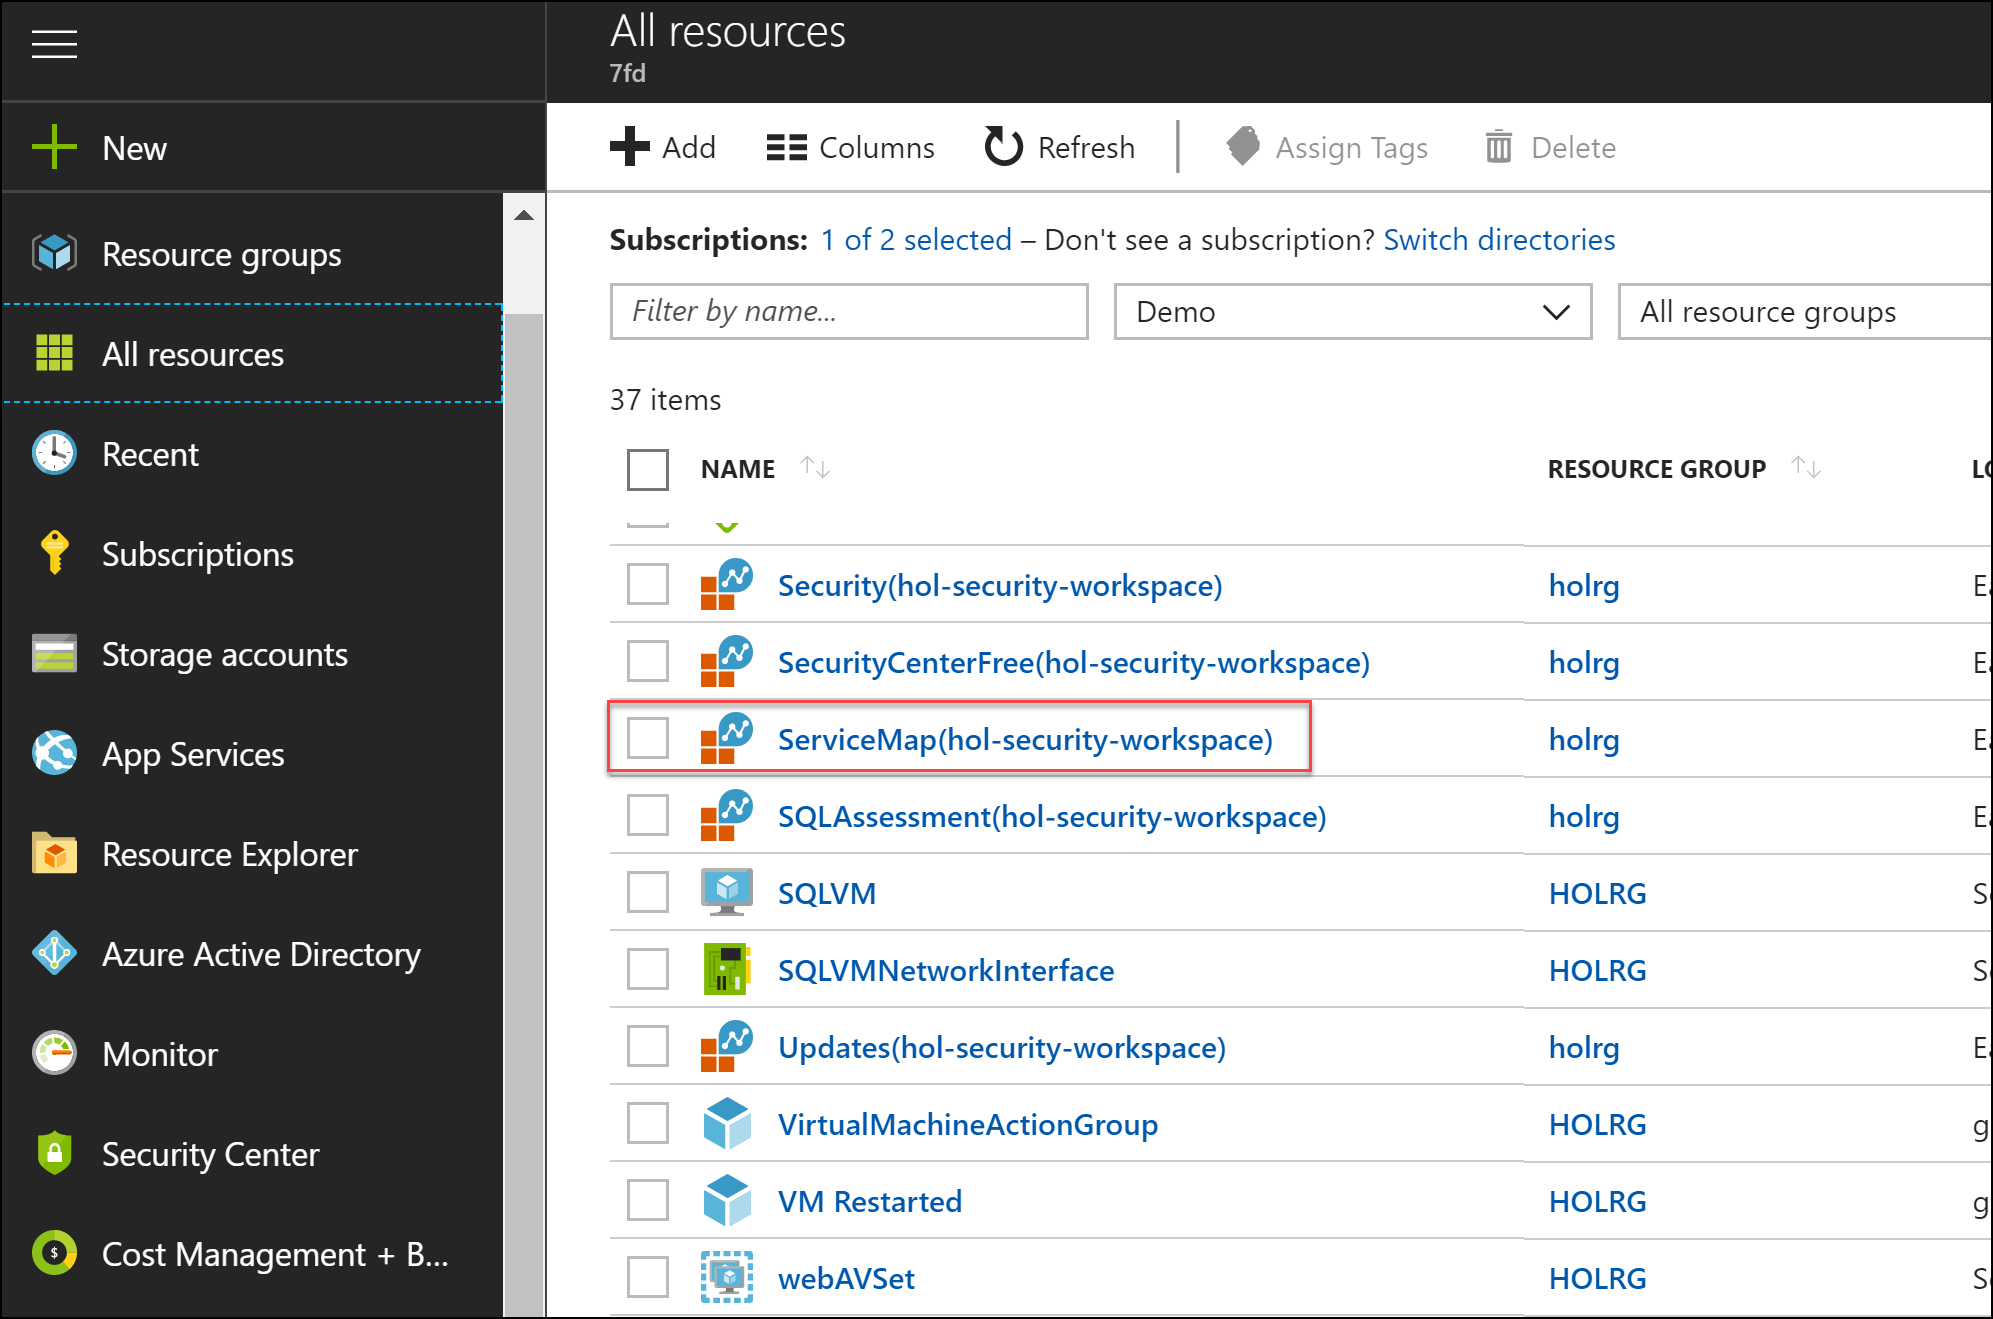 All resources
7fd
New
Add Columns Refresh Assign Tags Delete
Resource groups
All resources
Recent
Subscriptions
Storage accounts
App Services
Resource Explorer
Azure Active Directory
Monitor
Security Center
Cost Management + B...
Subscriptions: 1 of 2 selected – Don't see a subscription? Switch directories
Filter by name... Demo All resource groups
37 items
NAME RESOURCE GROUP
Security(hol-security-workspace) holrg
SecurityCenterFree(hol-security-workspace) holrg
ServiceMap(hol-security-workspace) holrg
SQLAssessment(hol-security-workspace) holrg
SQLVM HOLRG
SQLVMNetworkInterface HOLRG
Updates(hol-security-workspace) holrg
VirtualMachineActionGroup HOLRG
VM Restarted HOLRG
webAVSet HOLRG